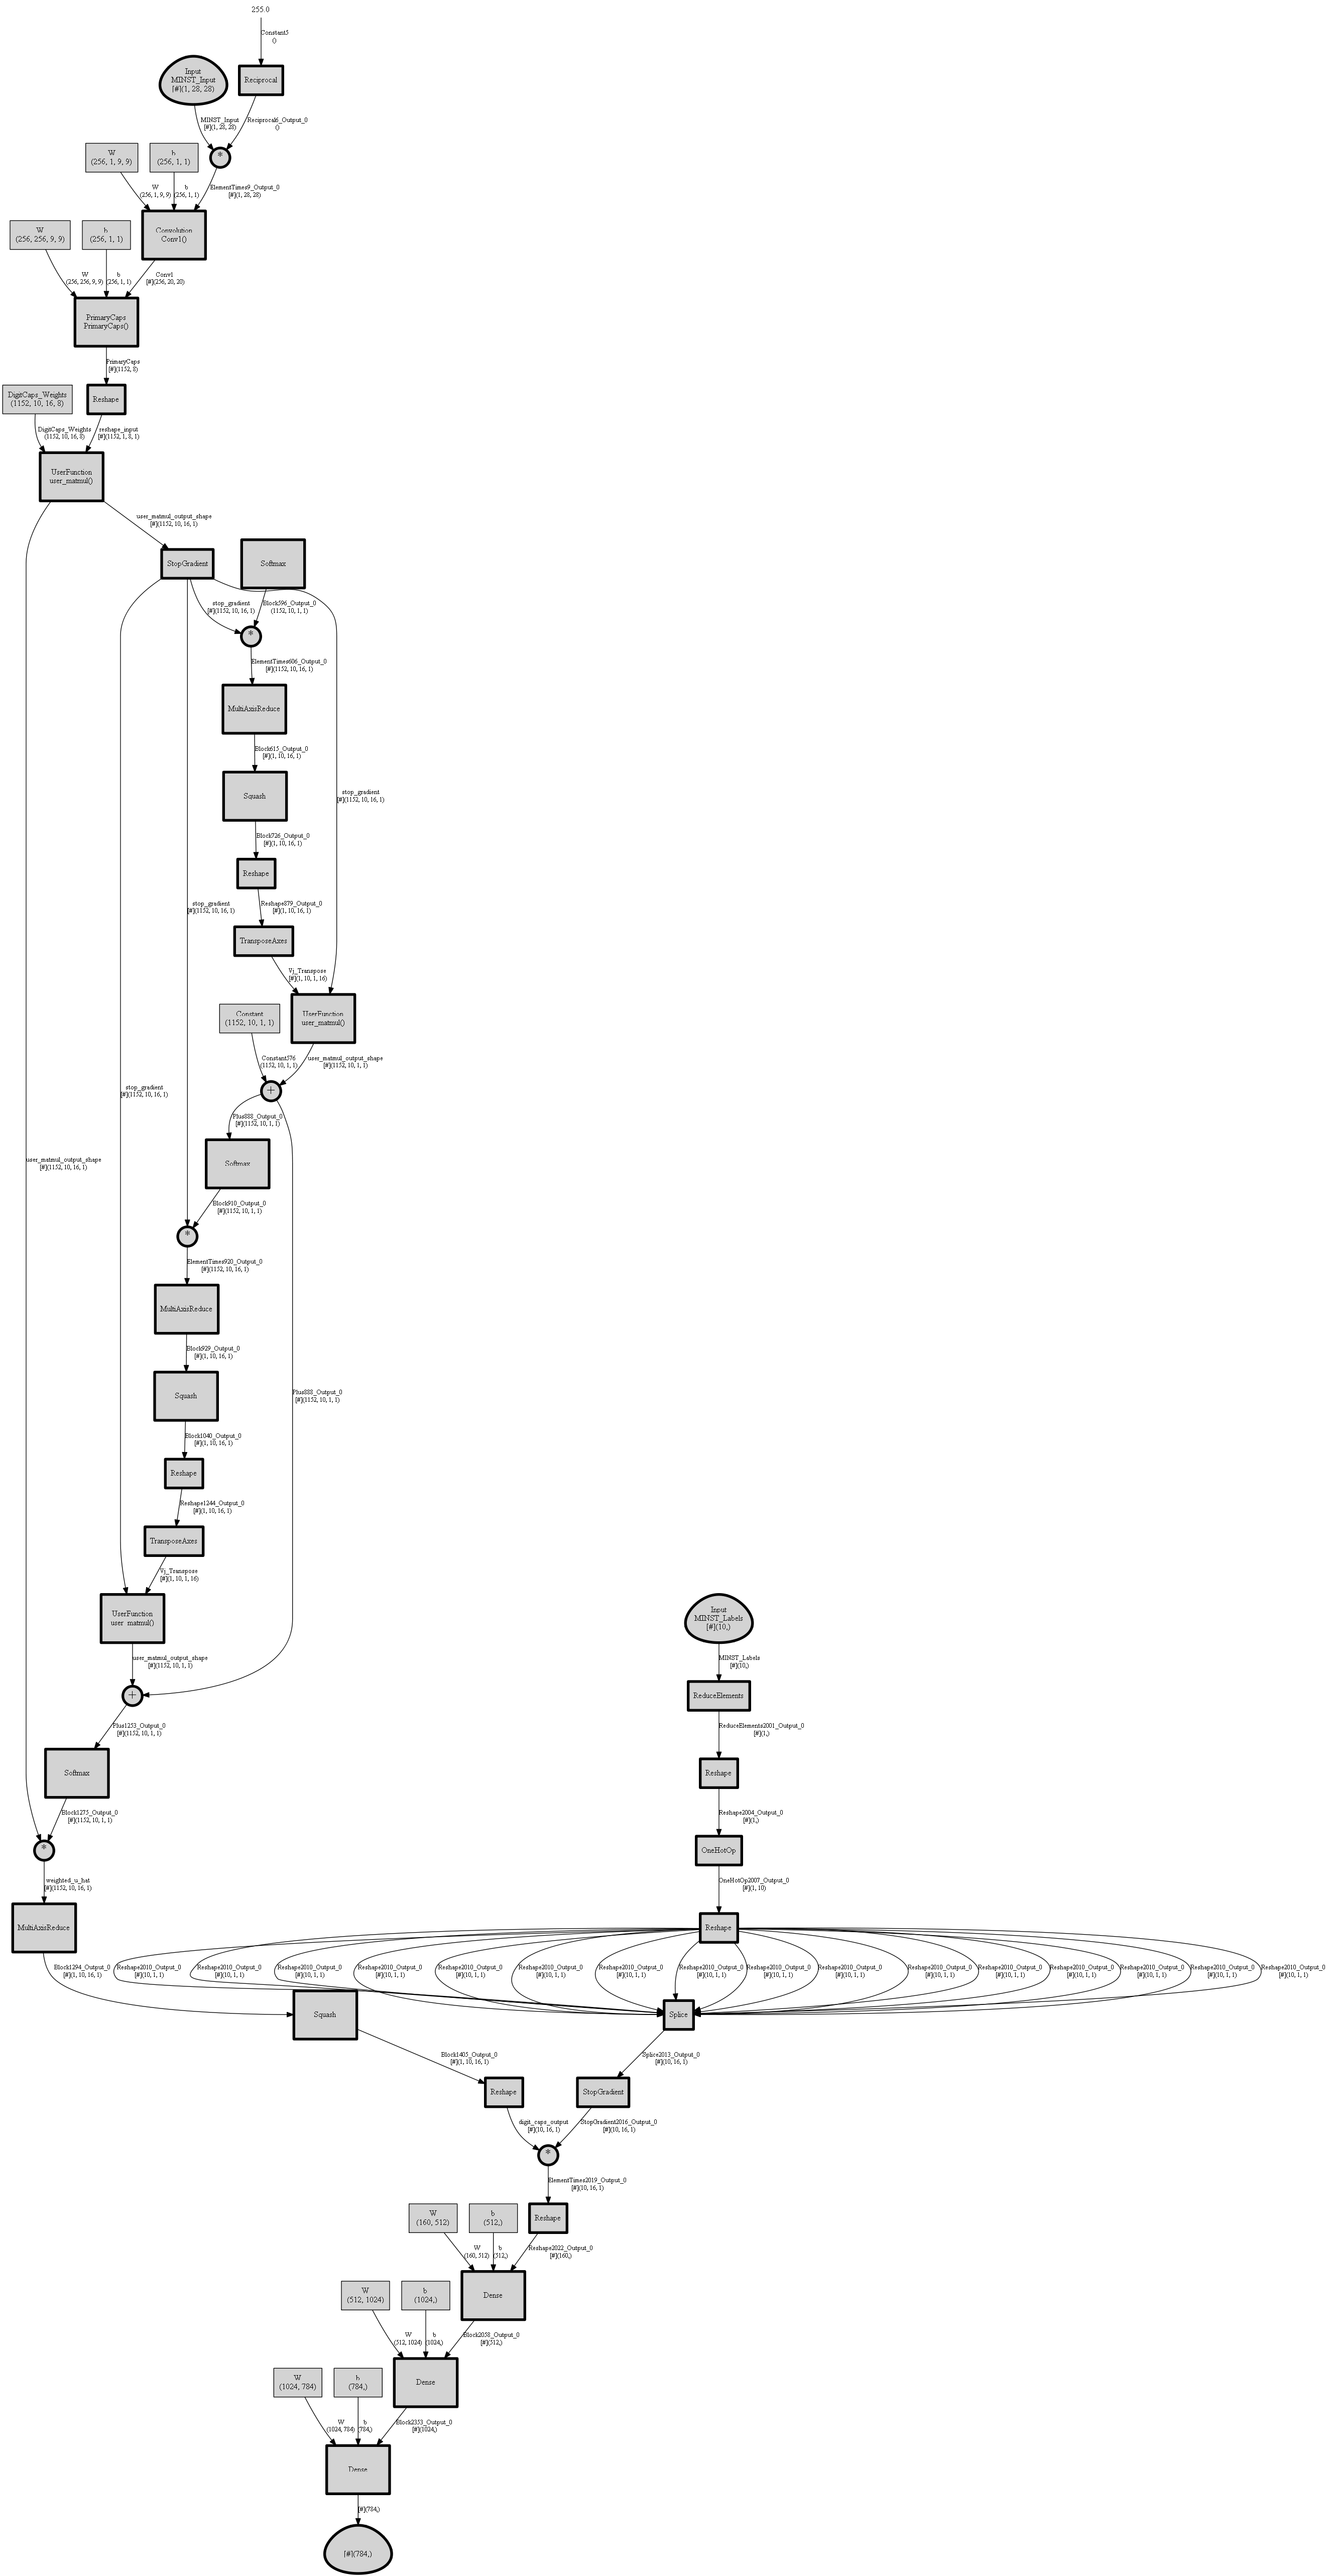 255.0
Constant5
()
Input
MINST_Input
[#](1, 28, 28)
Reciprocal
MINST_Input
[#](1, 28, 28)
Reciprocal6_Output_0
()
*
W
(256, 1, 9, 9)
b
(256, 1, 1)
W
(256, 1, 9, 9)
b
(256, 1, 1)
ElementTimes9_Output_0
[#](1, 28, 28)
W
(256, 256, 9, 9)
b
(256, 1, 1)
Convolution
Conv1()
W
(256, 256, 9, 9)
b
(256, 1, 1)
Conv1
[#](256, 20, 20)
PrimaryCaps
PrimaryCaps()
PrimaryCaps
[#](1152, 8)
DigitCaps_Weights
(1152, 10, 16, 8)
Reshape
DigitCaps_Weights
(1152, 10, 16, 8)
reshape_input
[#](1152, 1, 8, 1)
UserFunction
user_matmul()
user_matmul_output_shape
[#](1152, 10, 16, 1)
StopGradient
Softmax
stop_gradient
[#](1152, 10, 16, 1)
Block596_Output_0
(1152, 10, 1, 1)
*
ElementTimes606_Output_0
[#](1152, 10, 16, 1)
MultiAxisReduce
Block615_Output_0
[#](1, 10, 16, 1)
Squash
stop_gradient
[#](1152, 10, 16, 1)
Block726_Output_0
[#](1, 10, 16, 1)
Reshape
stop_gradient
[#](1152, 10, 16, 1)
Reshape879_Output_0
[#](1, 10, 16, 1)
TransposeAxes
Vj_Transpose
[#](1, 10, 1, 16)
Constant
(1152, 10, 1, 1)
UserFunction
user_matmul()
Constant576
(1152, 10, 1, 1)
user_matmul_output_shape
[#](1152, 10, 1, 1)
stop_gradient
[#](1152, 10, 16, 1)
+
Plus888_Output_0
[#](1152, 10, 1, 1)
user_matmul_output_shape
[#](1152, 10, 16, 1)
Softmax
Block910_Output_0
[#](1152, 10, 1, 1)
*
ElementTimes920_Output_0
[#](1152, 10, 16, 1)
MultiAxisReduce
Block929_Output_0
[#](1, 10, 16, 1)
Squash
Plus888_Output_0
[#](1152, 10, 1, 1)
Block1040_Output_0
[#](1, 10, 16, 1)
Reshape
Reshape1244_Output_0
[#](1, 10, 16, 1)
TransposeAxes
Vj_Transpose
[#](1, 10, 1, 16)
UserFunction
user_matmul()
Input
MINST_Labels
[#](10,)
user_matmul_output_shape
[#](1152, 10, 1, 1)
MINST_Labels
[#](10,)
+
ReduceElements
Plus1253_Output_0
[#](1152, 10, 1, 1)
ReduceElements2001_Output_0
[#](1,)
Softmax
Reshape
Block1275_Output_0
[#](1152, 10, 1, 1)
Reshape2004_Output_0
[#](1,)
*
OneHotOp
weighted_u_hat
[#](1152, 10, 16, 1)
OneHotOp2007_Output_0
[#](1, 10)
MultiAxisReduce
Reshape
Block1294_Output_0
[#](1, 10, 16, 1)
Reshape2010_Output_0
[#](10, 1, 1)
Reshape2010_Output_0
[#](10, 1, 1)
Reshape2010_Output_0
[#](10, 1, 1)
Reshape2010_Output_0
[#](10, 1, 1)
Reshape2010_Output_0
[#](10, 1, 1)
Reshape2010_Output_0
[#](10, 1, 1)
Reshape2010_Output_0
[#](10, 1, 1)
Reshape2010_Output_0
[#](10, 1, 1)
Reshape2010_Output_0
[#](10, 1, 1)
Reshape2010_Output_0
[#](10, 1, 1)
Reshape2010_Output_0
[#](10, 1, 1)
Reshape2010_Output_0
[#](10, 1, 1)
Reshape2010_Output_0
[#](10, 1, 1)
Reshape2010_Output_0
[#](10, 1, 1)
Reshape2010_Output_0
[#](10, 1, 1)
Reshape2010_Output_0
[#](10, 1, 1)
Squash
Splice
Block1405_Output_0
[#](1, 10, 16, 1)
Splice2013_Output_0
[#](10, 16, 1)
Reshape
StopGradient
digit_caps_output
[#](10, 16, 1)
StopGradient2016_Output_0
[#](10, 16, 1)
*
ElementTimes2019_Output_0
[#](10, 16, 1)
W
(160, 512)
b
(512,)
Reshape
W
(160, 512)
b
(512,)
Reshape2022_Output_0
[#](160,)
W
(512, 1024)
b
(1024,)
Dense
W
(512, 1024)
b
(1024,)
Block2058_Output_0
[#](512,)
W
(1024, 784)
b
(784,)
Dense
W
(1024, 784)
b
(784,)
Block2353_Output_0
[#](1024,)
Dense
[#](784,)
[#](784,)